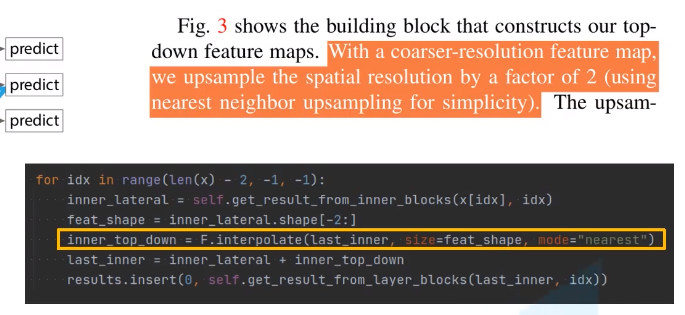 Fig. 3 shows the building block that constructs our top-
down feature maps. With a coarser-resolution feature map,
we upsample the spatial resolution by a factor of 2 (using
nearest neighbor upsampling for simplicity). The upsam-
predict
predict
predict
for idx in range(len(x) - 2, -1, -1):
    inner_lateral = self.get_result_from_inner_blocks(x[idx], idx)
    feat_shape = inner_lateral.shape[-2:]
    inner_top_down = F.interpolate(last_inner, size=feat_shape, mode="nearest")
    last_inner = inner_lateral + inner_top_down
    results.insert(0, self.get_result_from_layer_blocks(last_inner, idx))